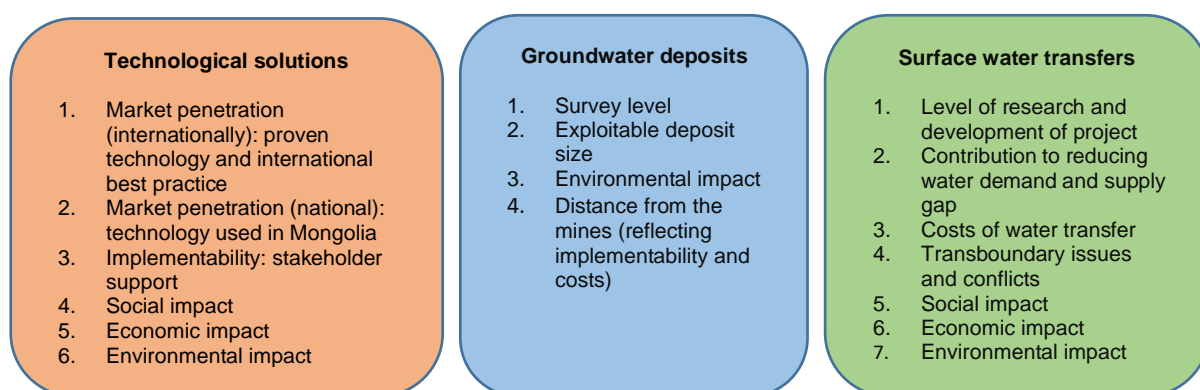 Technological solutions
1. Market penetration
(internationally): proven
technology and international
best practice
2. Market penetration (national):
technology used in Mongolia
3. Implementability: stakeholder
support
4. Social impact
5. Economic impact
6. Environmental impact
Groundwater deposits
1. Survey level
2. Exploitable deposit
size
3. Environmental impact
4. Distance from the
mines (reflecting
implementability and
costs)
Surface water transfers
1. Level of research and
development of project
2. Contribution to reducing
water demand and supply
gap
3. Costs of water transfer
4. Transboundary issues
and conflicts
5. Social impact
6. Economic impact
7. Environmental impact